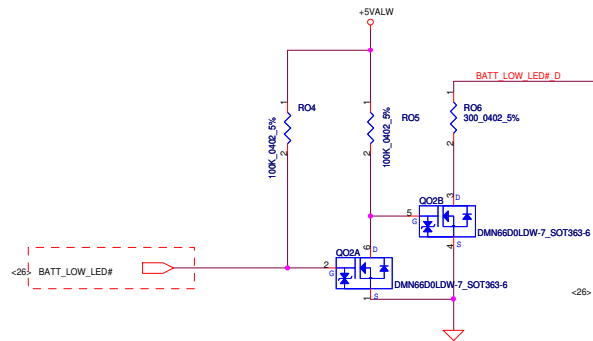 +5VALW
BATT_LOW_LED#_D
1
RO4
100K_0402_5%
2
1
RO5
100K_0402_5%
2
1
RO6
300_0402_5%
2
QO2B
3
D
5
G
DMN66D0LDW-7_SOT363-6
S
4
QO2A
6
D
2
G
DMN66D0LDW-7_SOT363-6
S
1
<26>
BATT_LOW_LED#
<26>